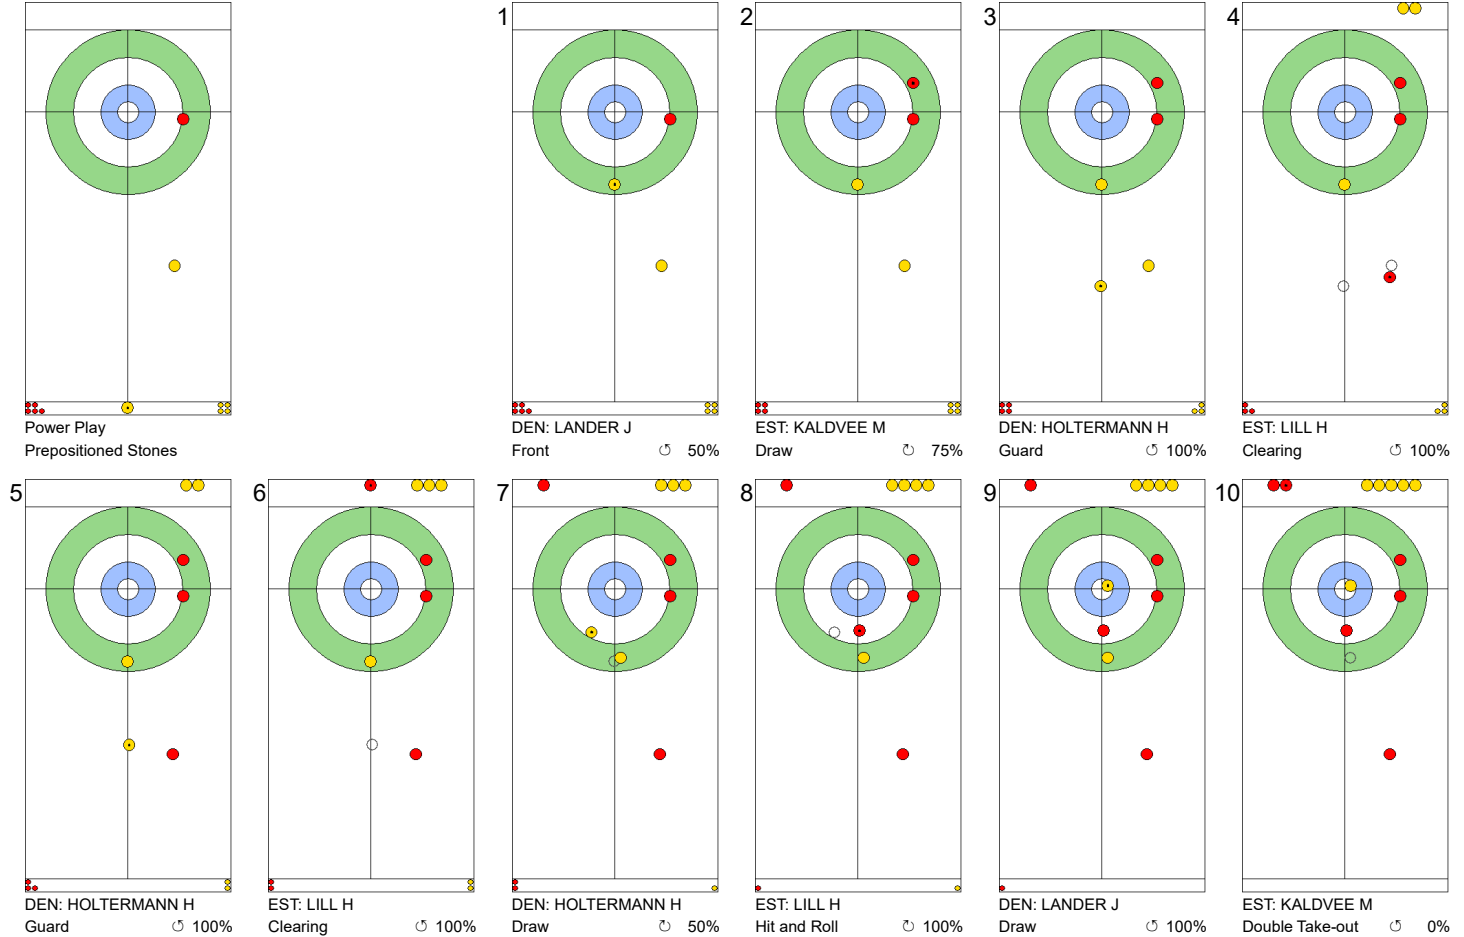 Power Play
Prepositioned Stones
1
DEN: LANDER J
Front 50%
2
EST: KALDVEE M
Draw 75%
3
DEN: HOLTERMANN H
Guard 100%
4
EST: LILL H
Clearing 100%
5
DEN: HOLTERMANN H
Guard 100%
6
EST: LILL H
Clearing 100%
7
DEN: HOLTERMANN H
Draw 50%
8
EST: LILL H
Hit and Roll 100%
9
DEN: LANDER J
Draw 100%
10
EST: KALDVEE M
Double Take-out 0%